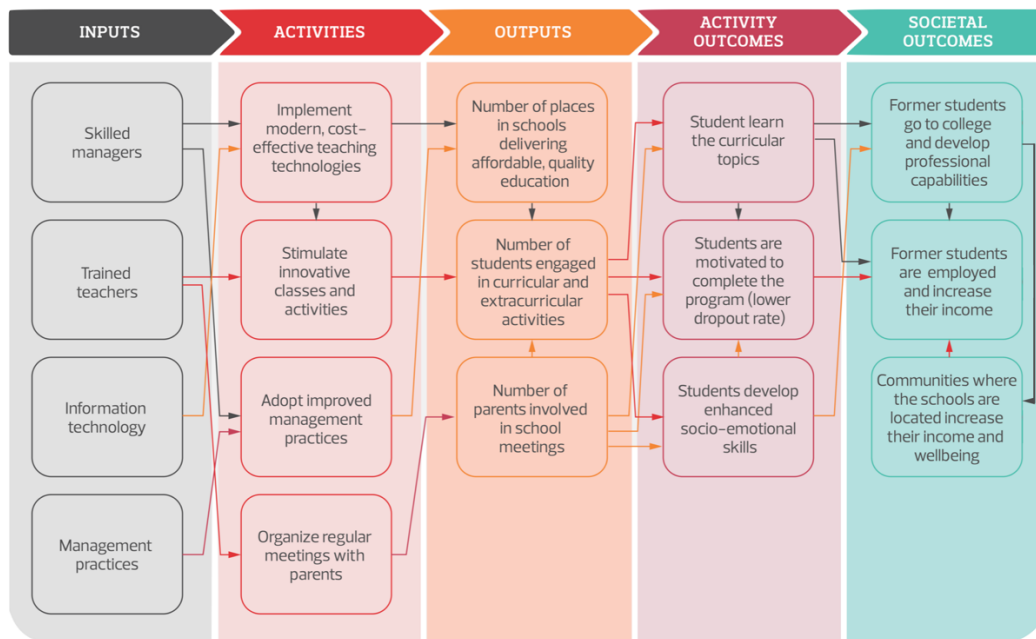 INPUTS
ACTIVITIES
OUTPUTS
ACTIVITY
OUTCOMES
SOCIETAL
OUTCOMES
Skilled
managers
Trained
teachers
Information
technology
Management
practices
Implement
modern, cost-
effective teaching
technologies
Stimulate
innovative
classes and
activities
Adopt improved
management
practices
Organize regular
meetings with
parents
Number of places
in schools
delivering
affordable, quality
education
Number of
students engaged
in curricular and
extracurricular
activities
Number of
parents involved
in school
meetings
Student learn
the curricular
topics
Students are
motivated to
complete the
program (lower
dropout rate)
Students develop
enhanced
socio-emotional
skills
Former students
go to college
and develop
professional
capabilities
Former students
are employed
and increase
their income
Communities where
the schools are
located increase
their income and
wellbeing